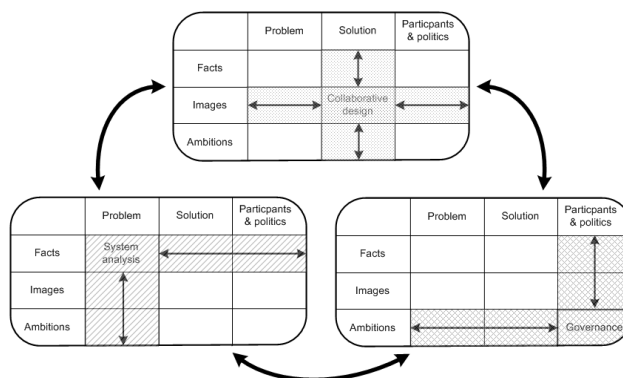 Problem Solution Particpants
& politics
Facts
Images Collaborative
design
Ambitions
Problem Solution Particpants
& politics
Facts System
analysis
Images
Ambitions
Problem Solution Particpants
& politics
Facts
Images
Ambitions Governance